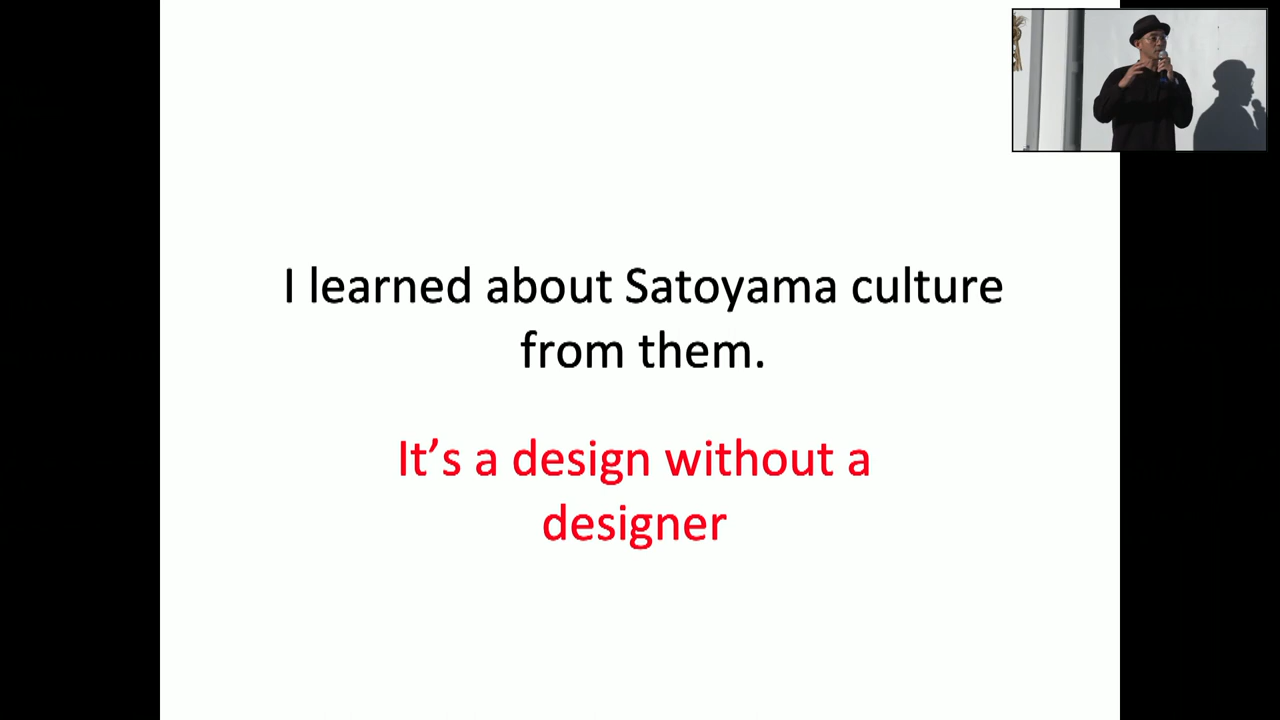 I learned about Satoyama culture
from them.
It’s a design without a
designer